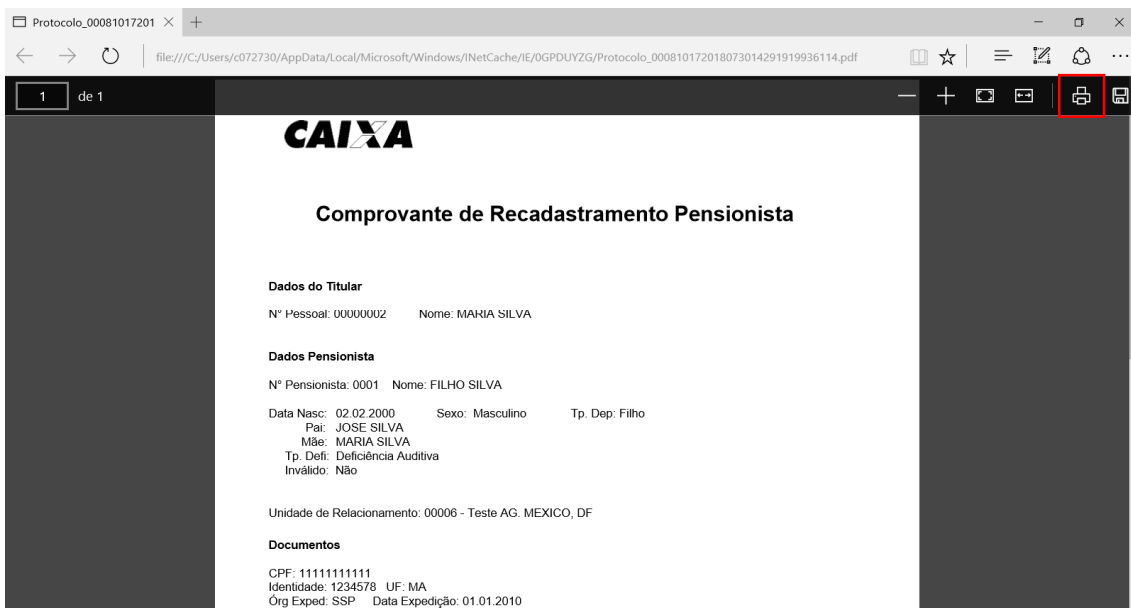 Protocolo_00081017201
file:///C:/Users/c072730/AppData/Local/Microsoft/Windows/INetCache/IE/0GPDUYZG/Protocolo_000810172018073014291919936114.pdf
1 de 1
CAIXA
Comprovante de Recadastramento Pensionista
Dados do Titular
Nº Pessoal: 00000002 Nome: MARIA SILVA
Dados Pensionista
Nº Pensionista: 0001 Nome: FILHO SILVA
Data Nasc: 02.02.2000 Sexo: Masculino Tp. Dep: Filho
Pai: JOSE SILVA
Mãe: MARIA SILVA
Tp. Defi: Deficiência Auditiva
Inválido: Não
Unidade de Relacionamento: 00006 - Teste AG. MEXICO, DF
Documentos
CPF: 11111111111
Identidade: 1234578 UF: MA
Órg Exped: SSP Data Expedição: 01.01.2010